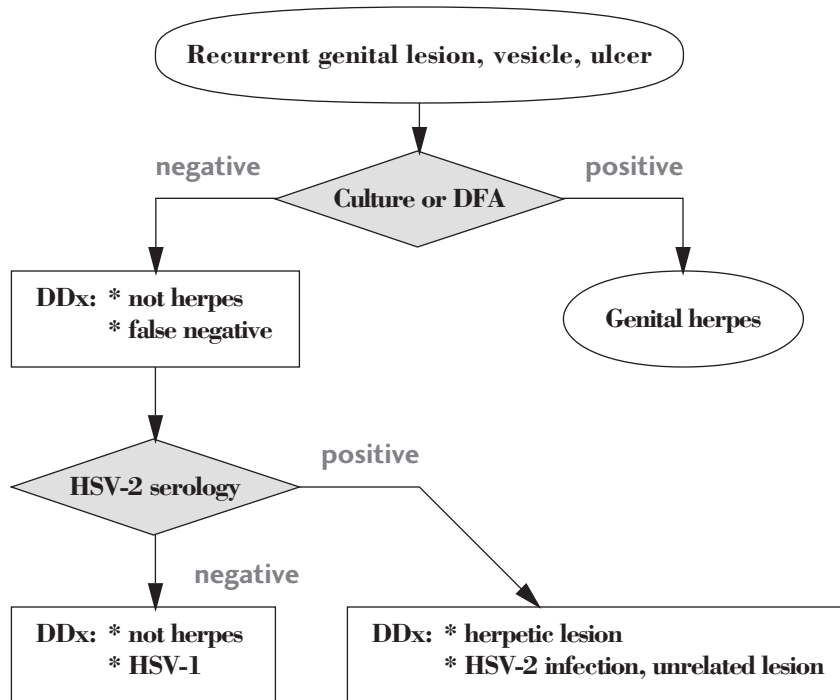 Recurrent genital lesion, vesicle, ulcer
negative
positive
Culture or DFA
DDx: * not herpes
* false negative
Genital herpes
positive
HSV-2 serology
negative
DDx: * not herpes
* HSV-1
DDx: * herpetic lesion
* HSV-2 infection, unrelated lesion